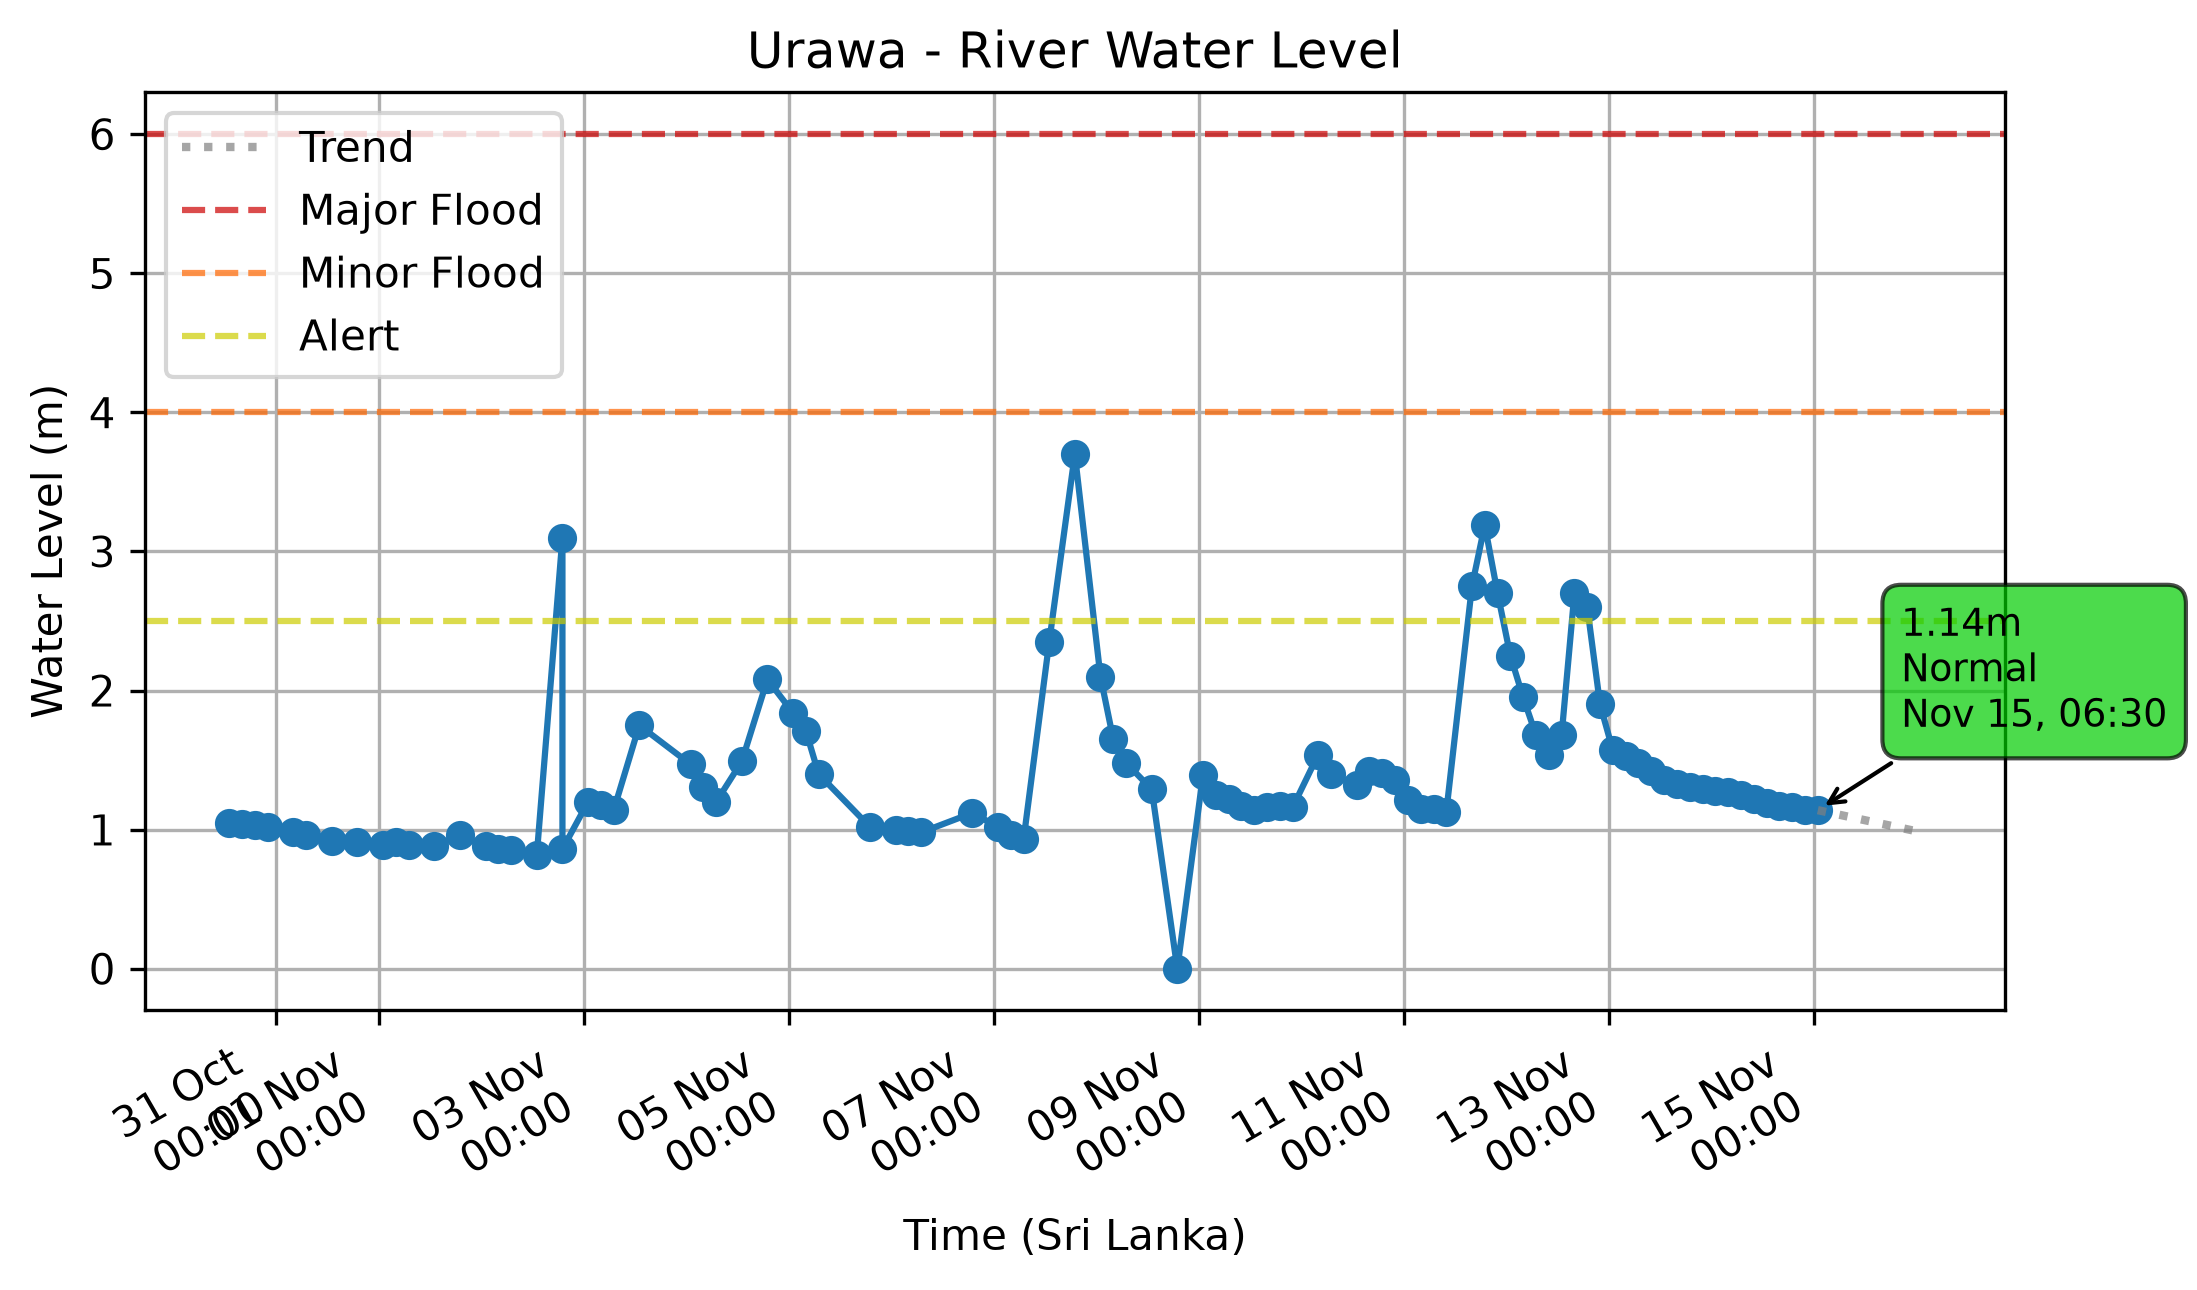 Urawa - River Water Level
Trend
Major Flood
Minor Flood
Alert
6
5
4
3
2
1
0
Water Level (m)
1.14m
Normal
Nov 15, 06:30
31 Oct
00:00
01 Nov
00:00
03 Nov
00:00
05 Nov
00:00
07 Nov
00:00
09 Nov
00:00
11 Nov
00:00
13 Nov
00:00
15 Nov
00:00
Time (Sri Lanka)